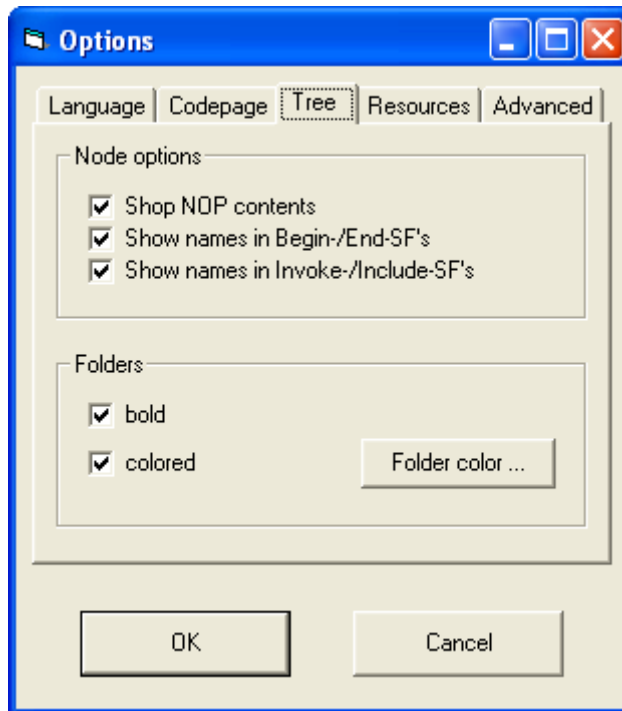 Options
Language Codepage Tree Resources Advanced
Node options
Shop NOP contents
Show names in Begin-/End-SF's
Show names in Invoke-/Include-SF's
Folders
bold
colored Folder color ...
OK Cancel